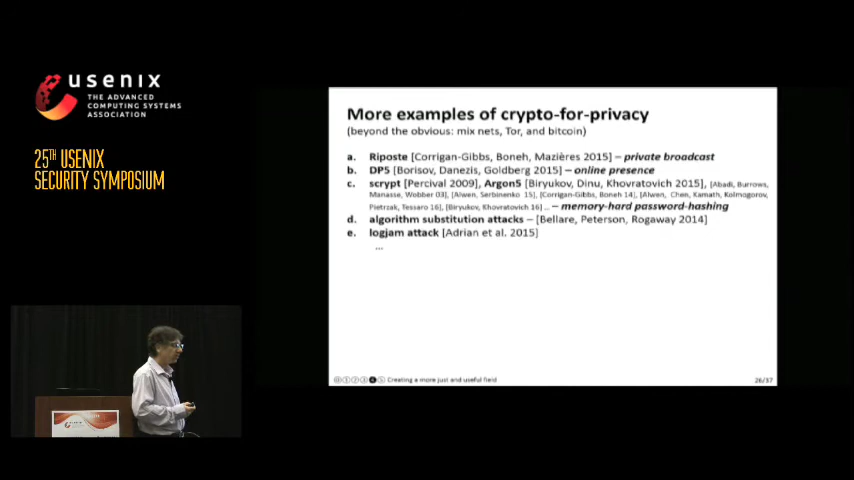 usenix
THE ADVANCED
COMPUTING SYSTEMS
ASSOCIATION
25TH USENIX
SECURITY SYMPOSIUM
More examples of crypto-for-privacy
(beyond the obvious: mix nets, Tor, and bitcoin)
a. Riposte [Corrigan-Gibbs, Boneh, Mazières 2015] – private broadcast
b. DP5 [Borisov, Danezis, Goldberg 2015] – online presence
c. scrypt [Percival 2009], Argon5 [Biryukov, Dinu, Khovratovich 2015], [Abadi, Burrows,
Manasse, Wobber 03], [Alwen, Serbinenko 15], [Corrigan-Gibbs, Boneh 14], [Alwen, Chen, Kamath, Kolmogorov,
Pietrzak, Tessaro 16], [Biryukov, Khovratovich 16]... – memory-hard password-hashing
d. algorithm substitution attacks – [Bellare, Peterson, Rogaway 2014]
e. logjam attack [Adrian et al. 2015]
...
Creating a more just and useful field
26/37